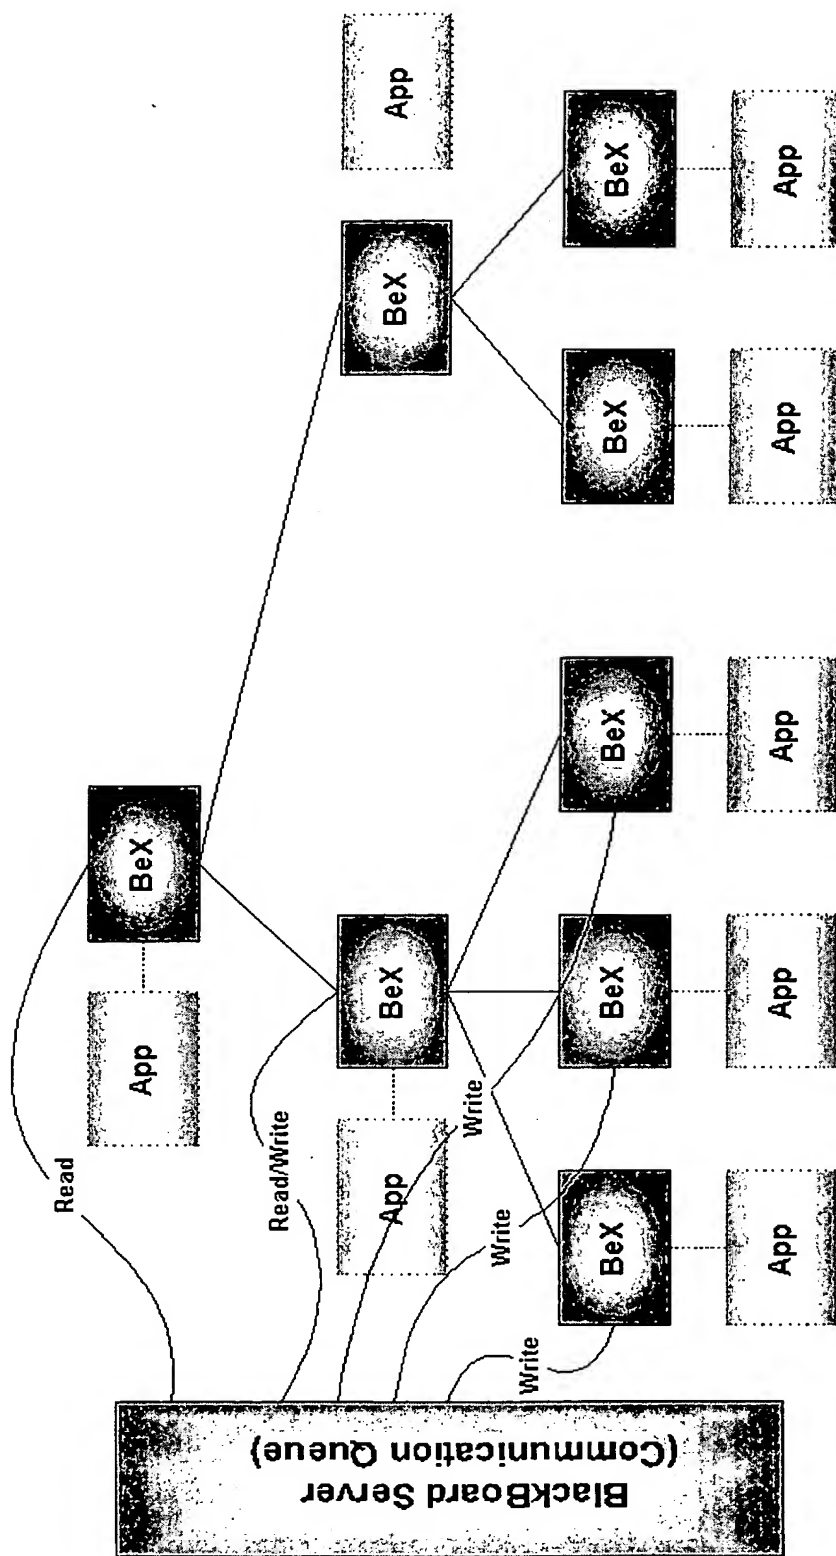 BlackBoard Server
(Communication Queue)
Read
App
BeX
Read/Write
App
BeX
BeX
App
Write
Write
Write
BeX
BeX
BeX
BeX
BeX
App
App
App
App
App